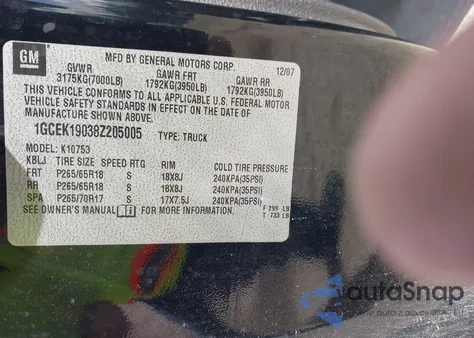 GM
MFD BY GENERAL MOTORS CORP.
12/07
GVWR GAWR FRT GAWR RR
3175KG(7000LB) 1792KG(3950LB) 1792KG(3950LB)
THIS VEHICLE CONFORMS TO ALL APPLICABLE U.S. FEDERAL MOTOR
VEHICLE SAFETY STANDARDS IN EFFECT ON THE DATE OF
MANUFACTURE SHOWN ABOVE.
1GCEK19038Z205005 TYPE: TRUCK
MODEL: K10753
KBLJ TIRE SIZE SPEED RTG RIM COLD TIRE PRESSURE
FRT P265/65R18 S 18X8J 240KPA(35PSI)
RR P265/65R18 S 18X8J 240KPA(35PSI)
SPA P265/70R17 S 17X7.5J 240KPA(35PSI)
SEE OWNER'S MANUAL FOR MORE INFORMATION.
F 299 LB
T 733 LB
autoSnap